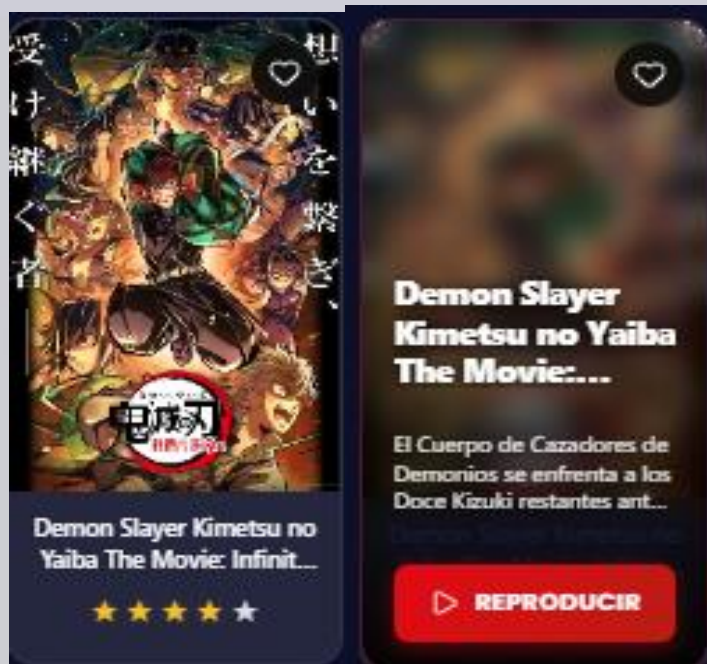 想いを繋ぎ、
受け継ぐ者
鬼滅の刃
Demon Slayer Kimetsu no
Yaiba The Movie: Infinit...
Demon Slayer
Kimetsu no Yaiba
The Movie:...
El Cuerpo de Cazadores de
Demonios se enfrenta a los
Doce Kizuki restantes ant...
REPRODUCIR